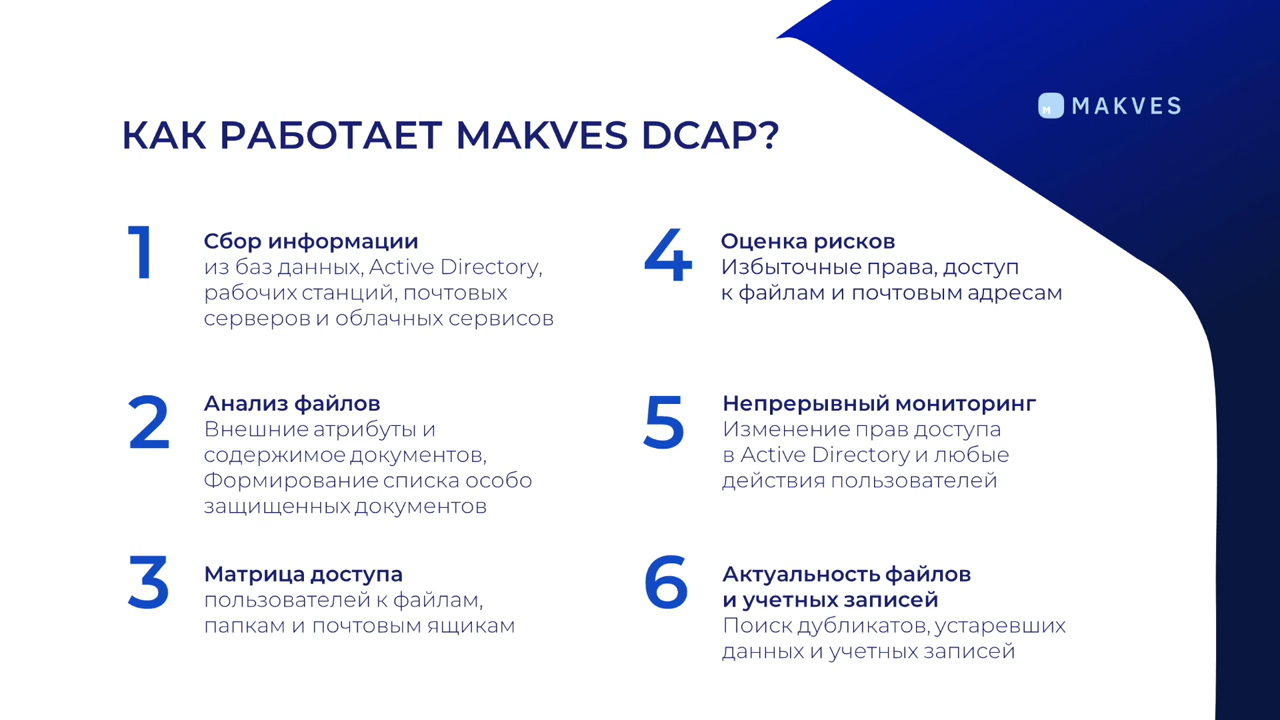 MAKVES
КАК РАБОТАЕТ MAKVES DCAP?
1
Сбор информации
из баз данных, Active Directory,
рабочих станций, почтовых
серверов и облачных сервисов
2
Анализ файлов
Внешние атрибуты и
содержимое документов,
Формирование списка особо
защищенных документов
3
Матрица доступа
пользователей к файлам,
папкам и почтовым ящикам
4
Оценка рисков
Избыточные права, доступ
к файлам и почтовым адресам
5
Непрерывный мониторинг
Изменение прав доступа
в Active Directory и любые
действия пользователей
6
Актуальность файлов
и учетных записей
Поиск дубликатов, устаревших
данных и учетных записей